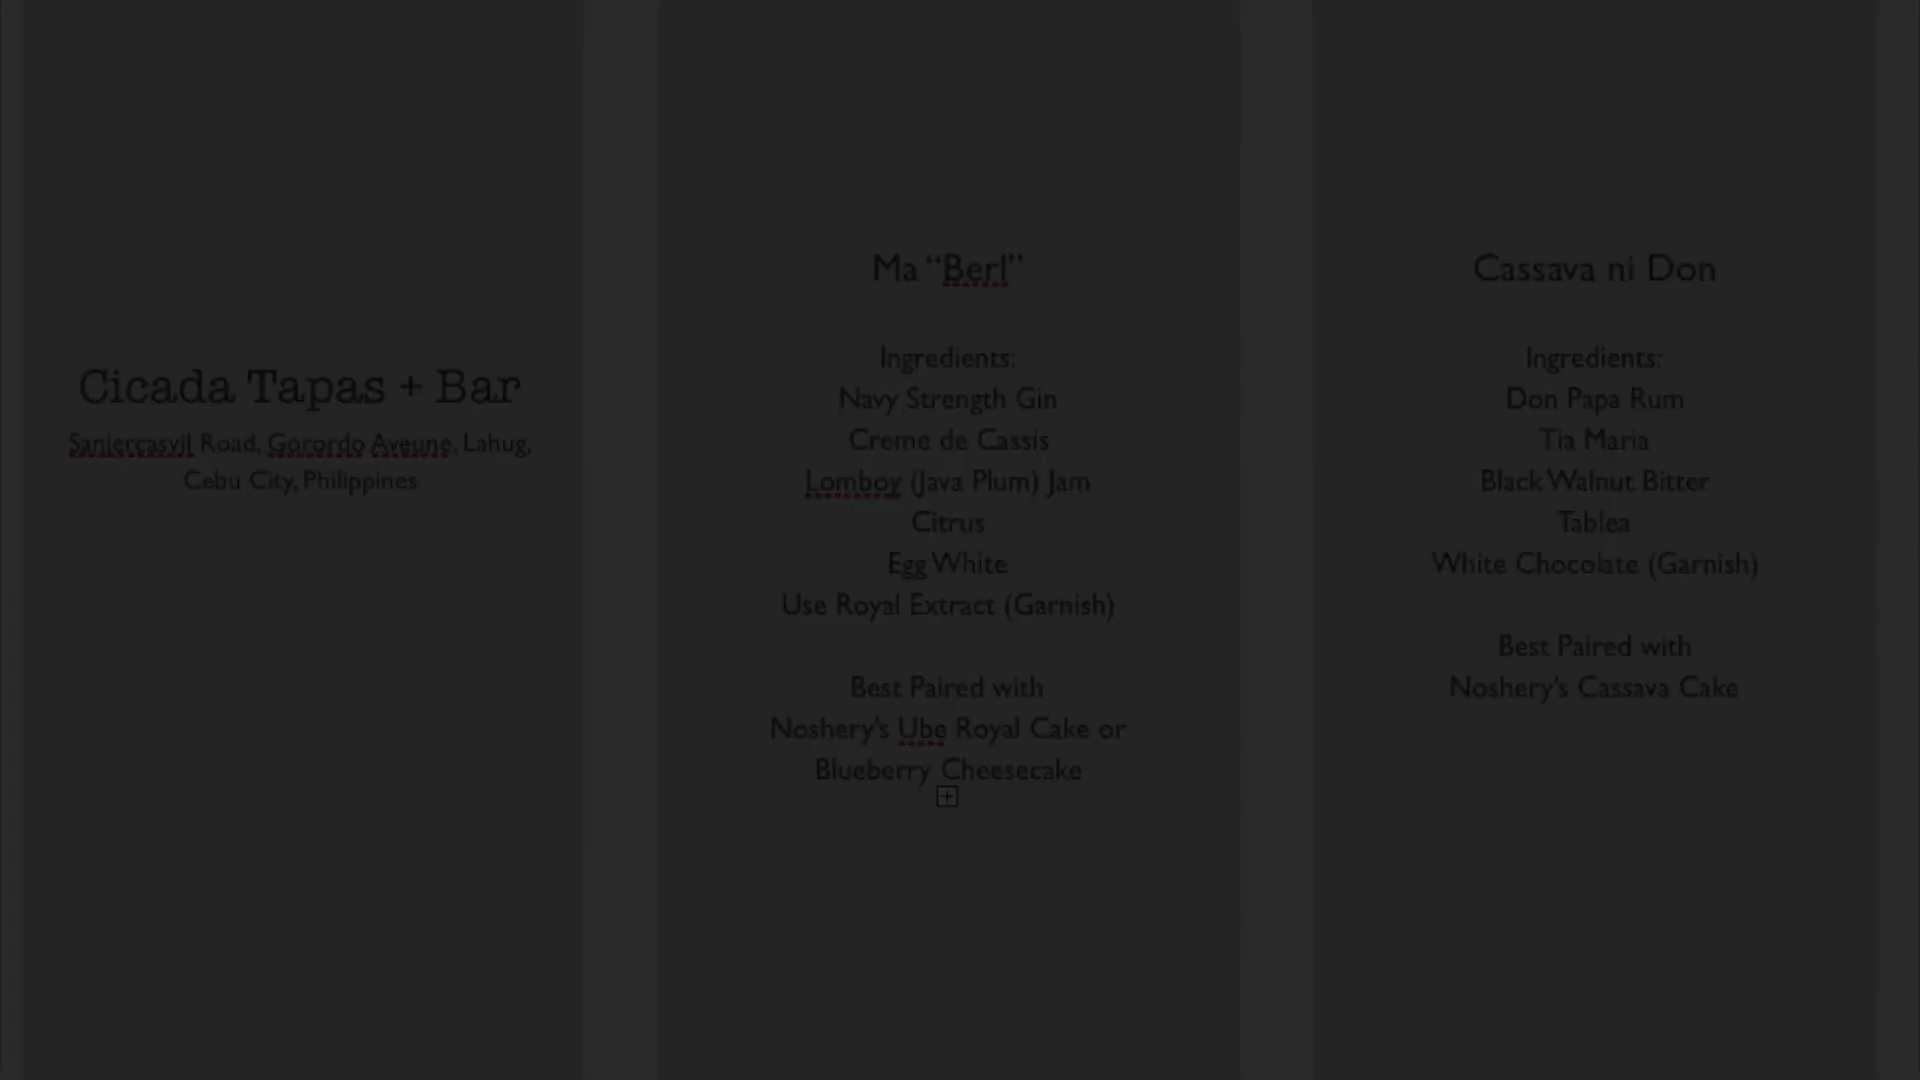 Cicada Tapas + Bar
Sanjercasvil Road, Gorordo Aveune, Lahug,
Cebu City, Philippines
Ma “Berl”
Ingredients:
Navy Strength Gin
Creme de Cassis
Lomboy (Java Plum) Jam
Citrus
Egg White
Use Royal Extract (Garnish)
Best Paired with
Noshery’s Ube Royal Cake or
Blueberry Cheesecake
Cassava ni Don
Ingredients:
Don Papa Rum
Tia Maria
Black Walnut Bitter
Tablea
White Chocolate (Garnish)
Best Paired with
Noshery’s Cassava Cake